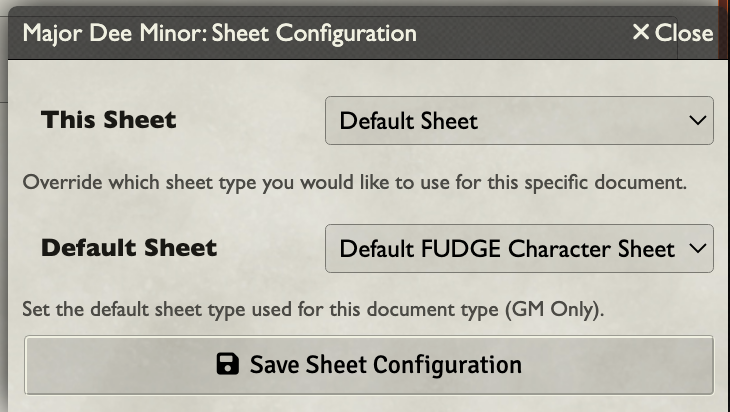 Major Dee Minor: Sheet Configuration
Close
This Sheet
Default Sheet
Override which sheet type you would like to use for this specific document.
Default Sheet
Default FUDGE Character Sheet
Set the default sheet type used for this document type (GM Only).
Save Sheet Configuration